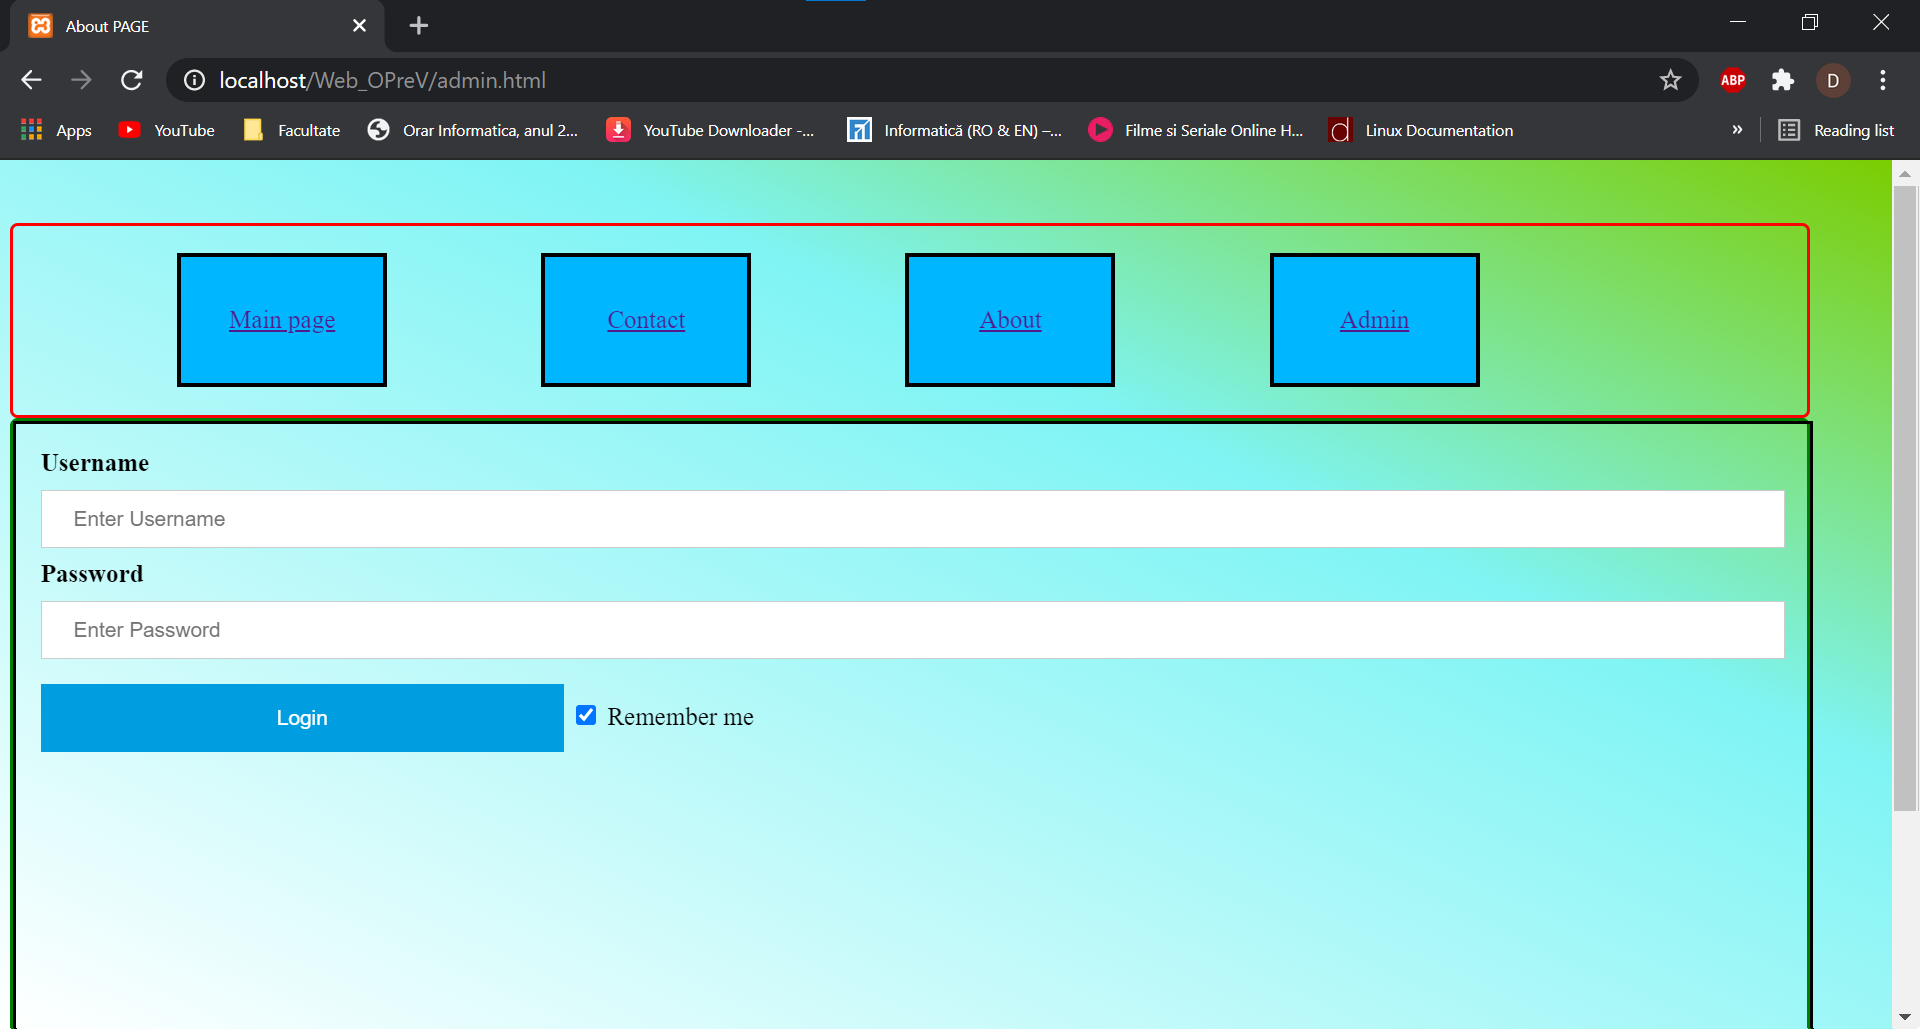 About PAGE
localhost/Web_OPreV/admin.html
ABP
D
Apps YouTube Facultate Orar Informatica, anul 2... YouTube Downloader -... Informatică (RO & EN) –... Filme si Seriale Online H... Linux Documentation » Reading list
Main page Contact About Admin
Username
Enter Username
Password
Enter Password
Login Remember me